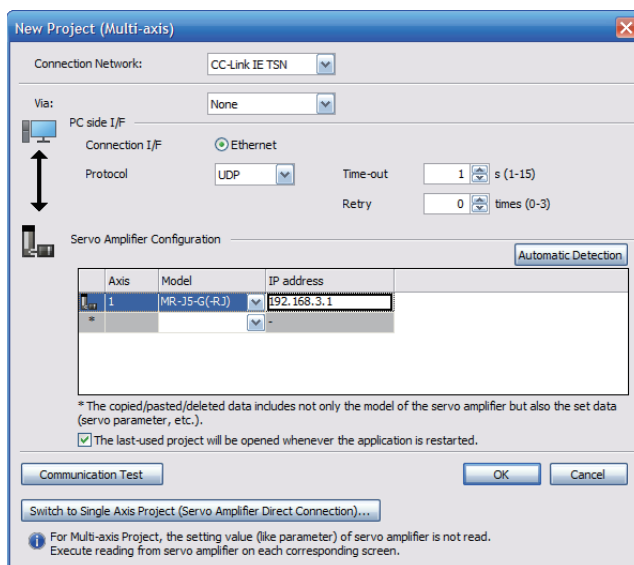 New Project (Multi-axis)
Connection Network: CC-Link IE TSN
Via: None
PC side I/F
Connection I/F Ethernet
Protocol UDP Time-out 1 s (1-15)
Retry 0 times (0-3)
Servo Amplifier Configuration
Automatic Detection
Axis Model IP address
1 MR-J5-G(-RJ) 192.168.3.1
* -
* The copied/pasted/deleted data includes not only the model of the servo amplifier but also the set data
(servo parameter, etc.).
The last-used project will be opened whenever the application is restarted.
Communication Test OK Cancel
Switch to Single Axis Project (Servo Amplifier Direct Connection)...
For Multi-axis Project, the setting value (like parameter) of servo amplifier is not read.
Execute reading from servo amplifier on each corresponding screen.